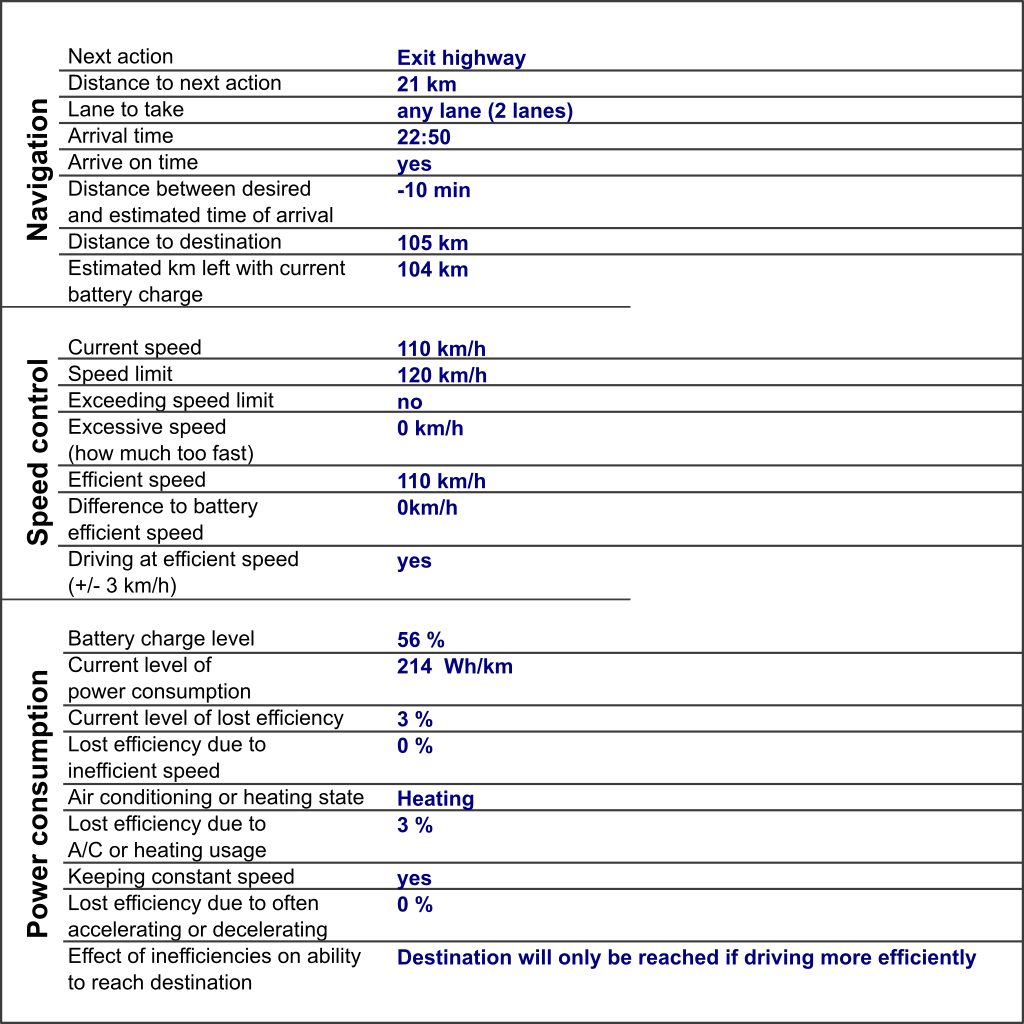 Navigation
Next action Exit highway
Distance to next action 21 km
Lane to take any lane (2 lanes)
Arrival time 22:50
Arrive on time yes
Distance between desired -10 min
and estimated time of arrival
Distance to destination 105 km
Estimated km left with current 104 km
battery charge
Speed control
Current speed 110 km/h
Speed limit 120 km/h
Exceeding speed limit no
Excessive speed 0 km/h
(how much too fast)
Efficient speed 110 km/h
Difference to battery 0km/h
efficient speed
Driving at efficient speed yes
(+/- 3 km/h)
Power consumption
Battery charge level 56 %
Current level of 214 Wh/km
power consumption
Current level of lost efficiency 3 %
Lost efficiency due to 0 %
inefficient speed
Air conditioning or heating state Heating
Lost efficiency due to 3 %
A/C or heating usage
Keeping constant speed yes
Lost efficiency due to often 0 %
accelerating or decelerating
Effect of inefficiencies on ability Destination will only be reached if driving more efficiently
to reach destination